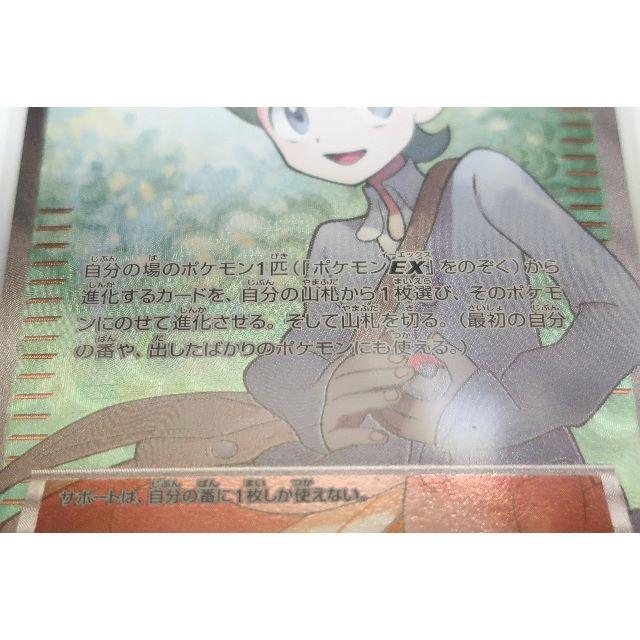 自分の場のポケモン1匹（『ポケモンEX』をのぞく）から
進化するカードを、自分の山札から1枚選び、そのポケモ
ンにのせて進化させる。そして山札を切る。（最初の自分
の番や、出したばかりのポケモンにも使える。）
サポートは、自分の番に1枚しか使えない。